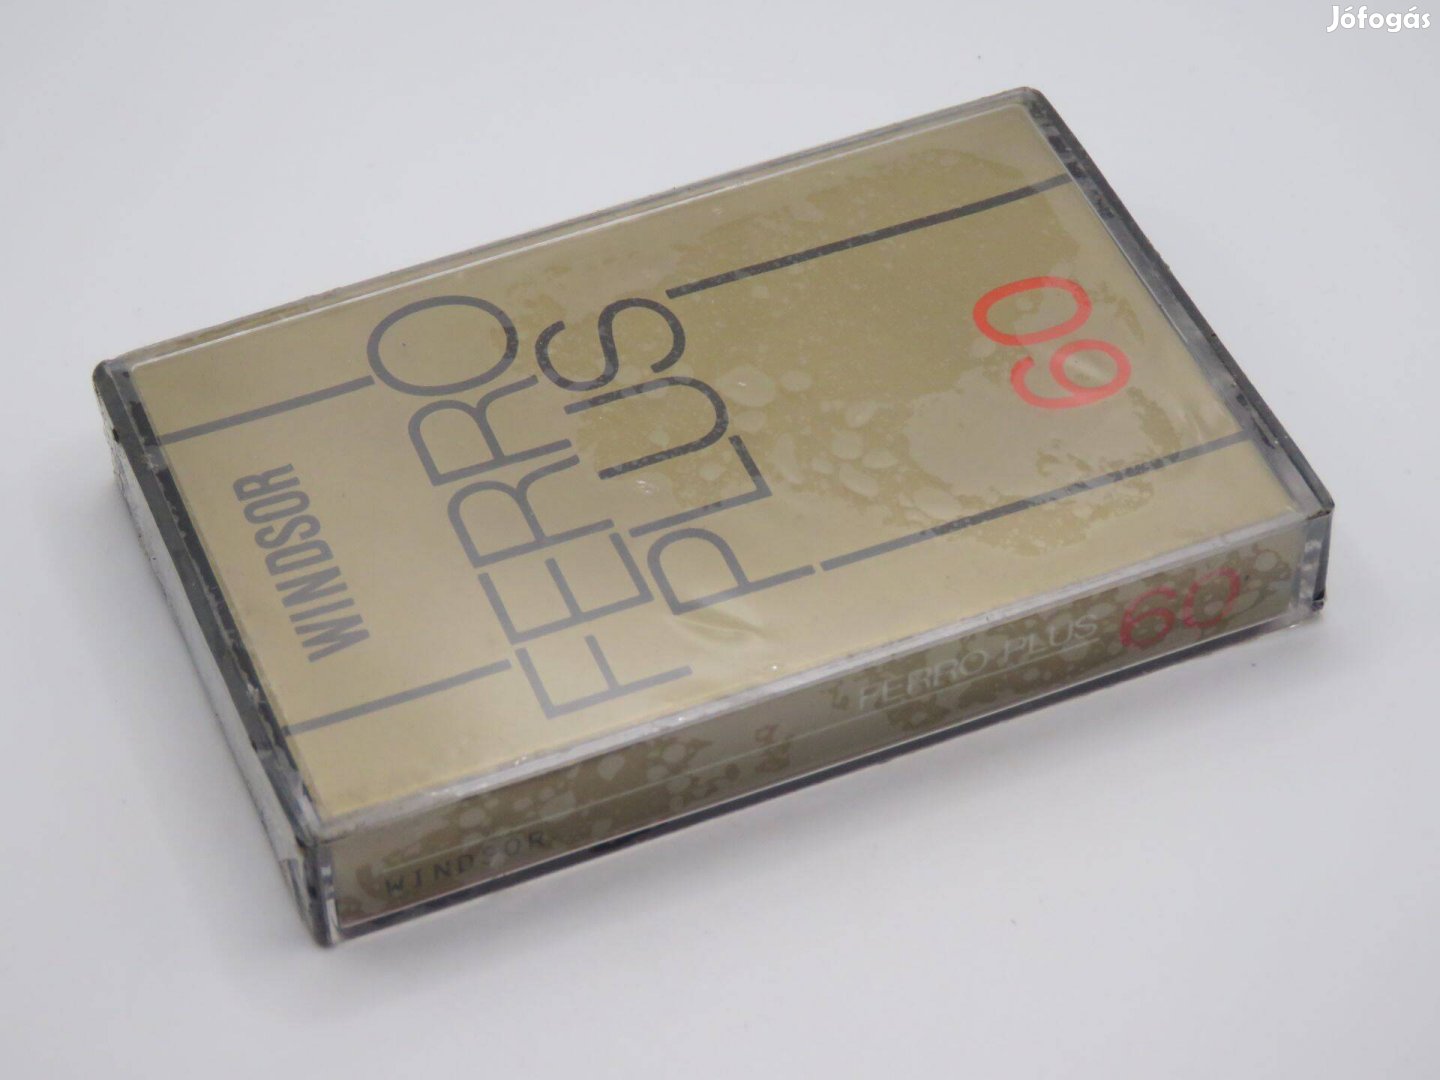 Jófogás
WINDSOR
FERRO
PLUS
60
WINDSOR
FERRO PLUS 60